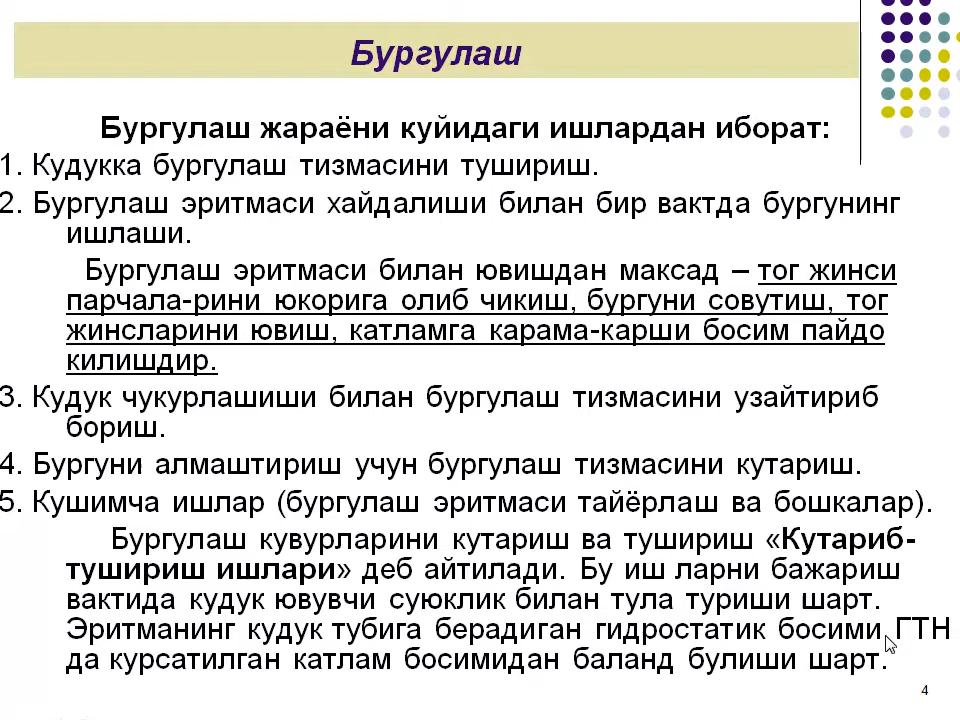 Бургулаш
Бургулаш жараёни куйидаги ишлардан иборат:
1. Кудукка бургулаш тизмасини тушириш.
2. Бургулаш эритмаси хайдалиши билан бир вактда бургунинг
ишлаши.
Бургулаш эритмаси билан ювишдан максад – тог жинси
парчала-рини юкорига олиб чикиш, бургуни совутиш, тог
жинсларини ювиш, катламга карама-карши босим пайдо
килишдир.
3. Кудук чукурлашиши билан бургулаш тизмасини узайтириб
бориш.
4. Бургуни алмаштириш учун бургулаш тизмасини кутариш.
5. Кушимча ишлар (бургулаш эритмаси тайёрлаш ва бошкалар).
Бургулаш кувурларини кутариш ва тушириш «Кутариб-
тушириш ишлари» деб айтилади. Бу иш ларни бажариш
вактида кудук ювувчи суюклик билан тула туриши шарт.
Эритманинг кудук тубига берадиган гидростатик босими ГТН
да курсатилган катлам босимидан баланд булиши шарт.
4